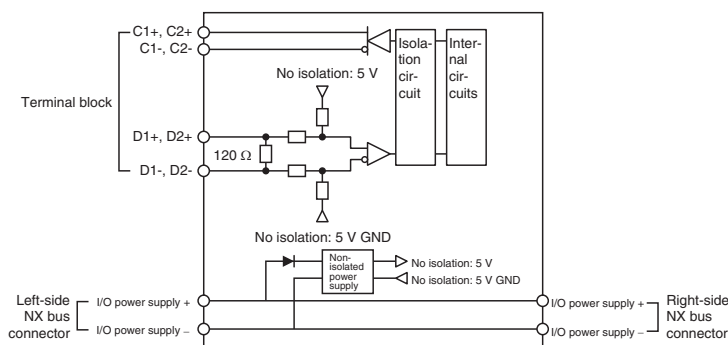 C1+, C2+
C1-, C2-
Isola-
tion
cir-
cuit
Inter-
nal
cir-
cuits
No isolation: 5 V
Terminal block
D1+, D2+
120 Ω
D1-, D2-
No isolation: 5 V GND
Non-
isolated
power
supply
No isolation: 5 V
No isolation: 5 V GND
Left-side
NX bus
connector
I/O power supply +
I/O power supply –
I/O power supply +
I/O power supply –
Right-side
NX bus
connector